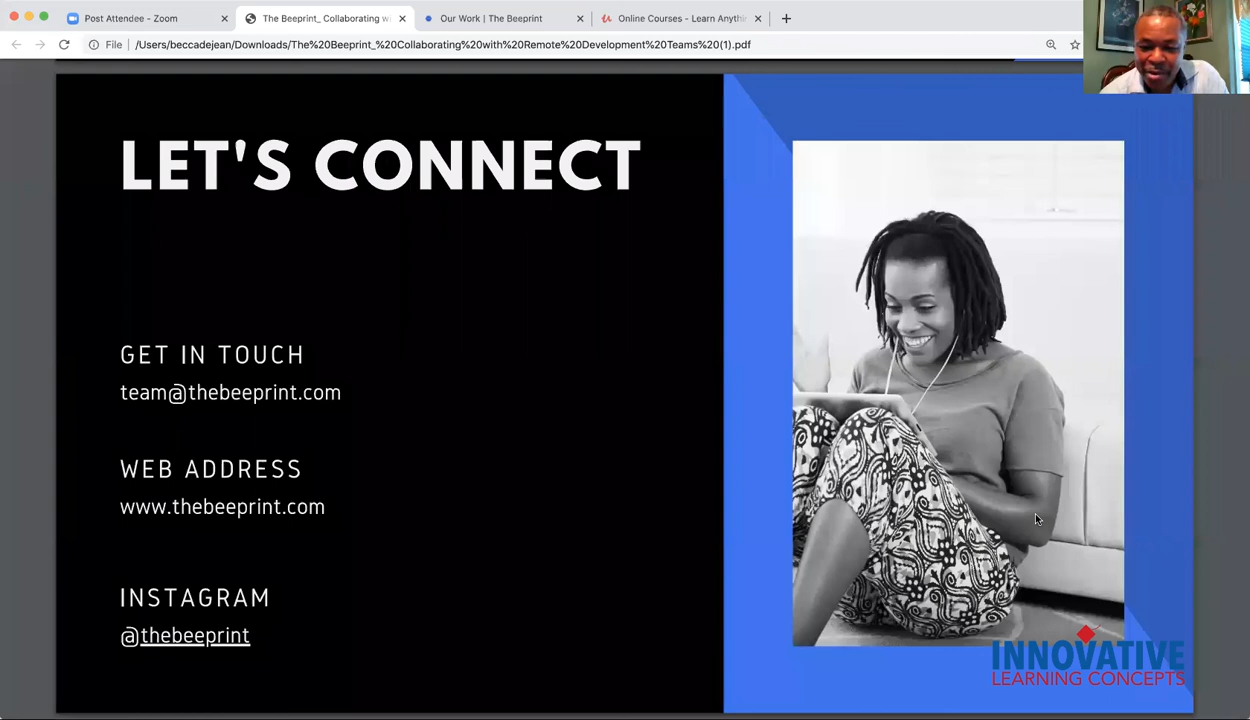 Post Attendee - Zoom
The Beeprint_ Collaborating w
Our Work | The Beeprint
Online Courses - Learn Anythin
File
/Users/beccadejean/Downloads/The%20Beeprint_%20Collaborating%20with%20Remote%20Development%20Teams%20(1).pdf
LET'S CONNECT
GET IN TOUCH
team@thebeeprint.com
WEB ADDRESS
www.thebeeprint.com
INSTAGRAM
@thebeeprint
INNOVATIVE
LEARNING CONCEPTS